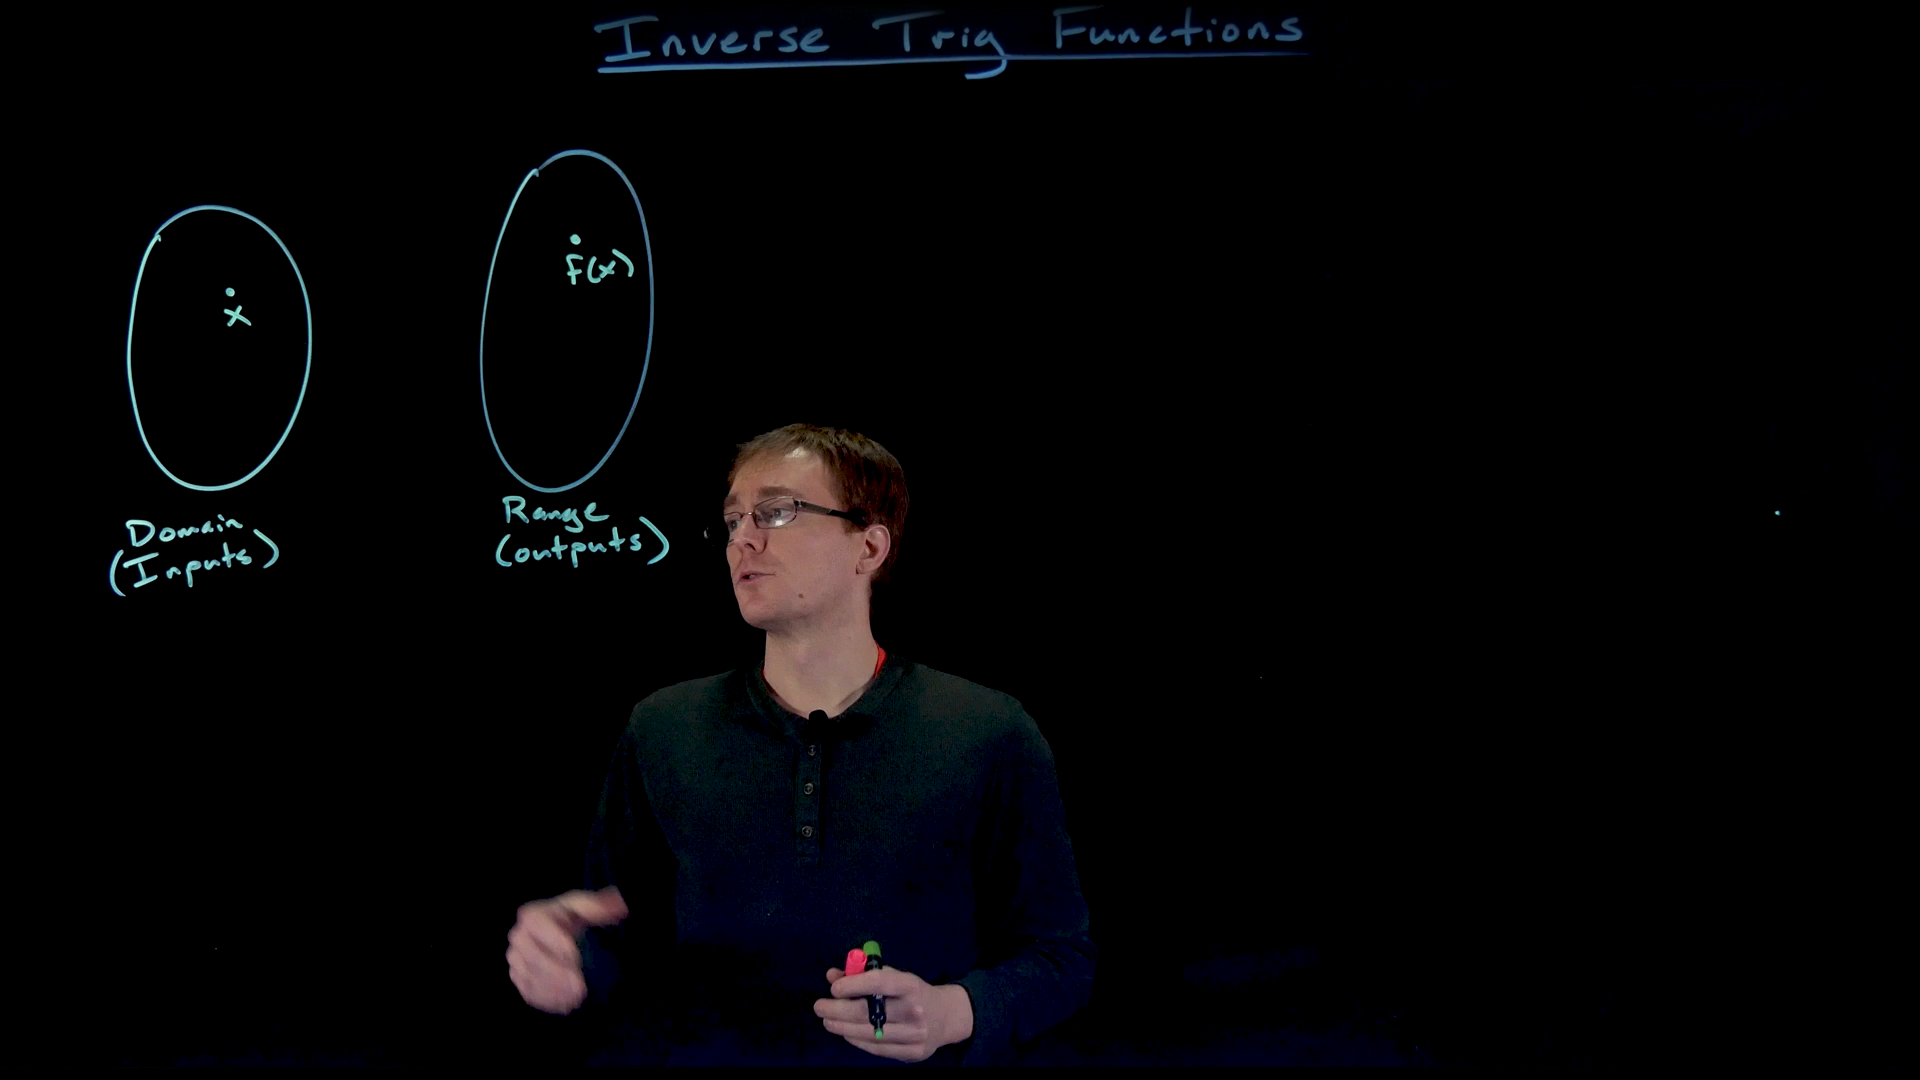 Inverse Trig Functions
x
f(x)
Domain
(Inputs)
Range
(outputs)